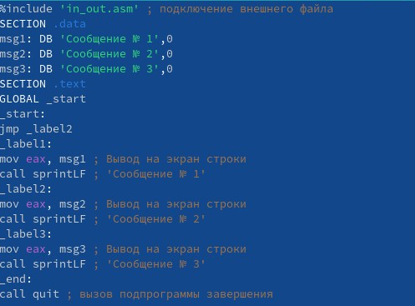 %include 'in_out.asm' ; подключение внешнего файла
SECTION .data
msg1: DB 'Сообщение № 1',0
msg2: DB 'Сообщение № 2',0
msg3: DB 'Сообщение № 3',0
SECTION .text
GLOBAL _start
_start:
jmp _label2
_label1:
mov eax, msg1 ; Вывод на экран строки
call sprintLF ; 'Сообщение № 1'
_label2:
mov eax, msg2 ; Вывод на экран строки
call sprintLF ; 'Сообщение № 2'
_label3:
mov eax, msg3 ; Вывод на экран строки
call sprintLF ; 'Сообщение № 3'
_end:
call quit ; вызов подпрограммы завершения